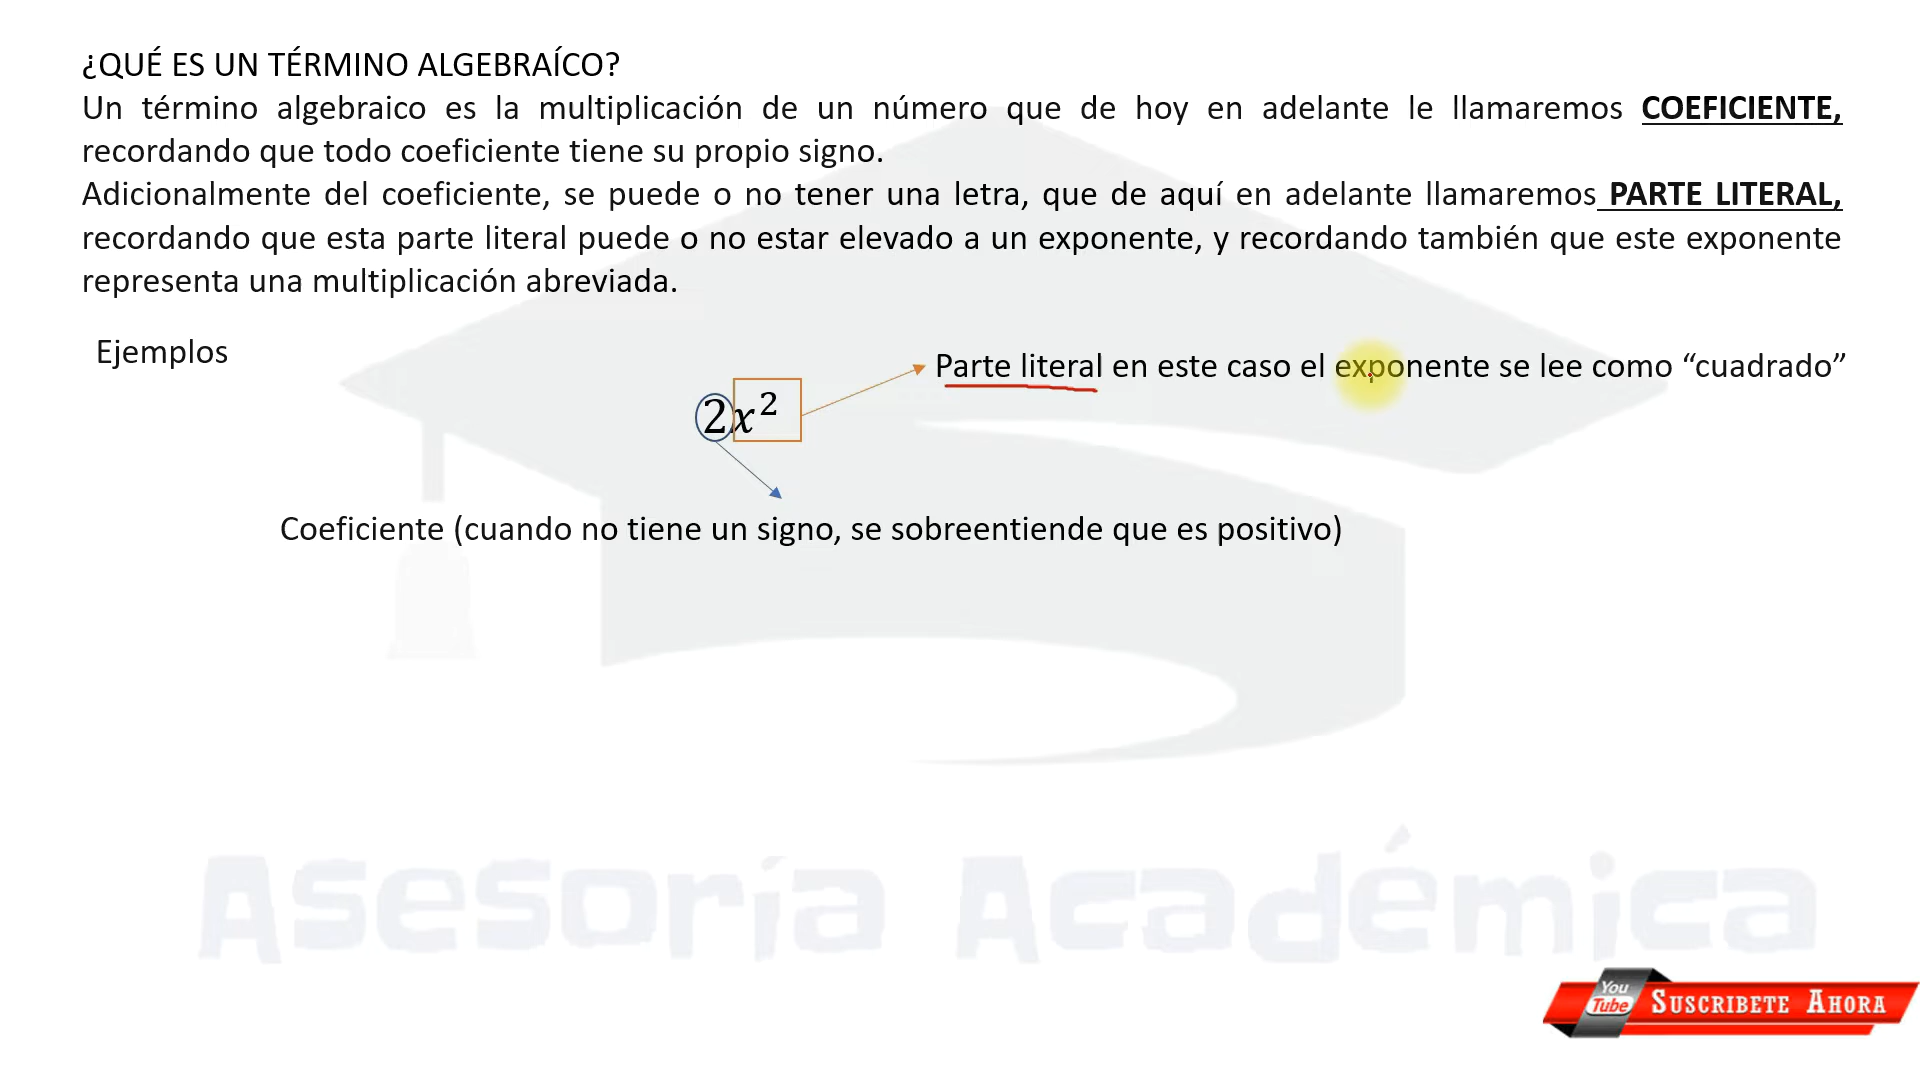 ¿QUÉ ES UN TÉRMINO ALGEBRAÍCO?
Un término algebraico es la multiplicación de un número que de hoy en adelante le llamaremos COEFICIENTE,
recordando que todo coeficiente tiene su propio signo.
Adicionalmente del coeficiente, se puede o no tener una letra, que de aquí en adelante llamaremos PARTE LITERAL,
recordando que esta parte literal puede o no estar elevado a un exponente, y recordando también que este exponente
representa una multiplicación abreviada.
Ejemplos
Parte literal en este caso el exponente se lee como “cuadrado”
2x²
Coeficiente (cuando no tiene un signo, se sobreentiende que es positivo)
Asesoría Académica
You Tube SUSCRIBETE AHORA